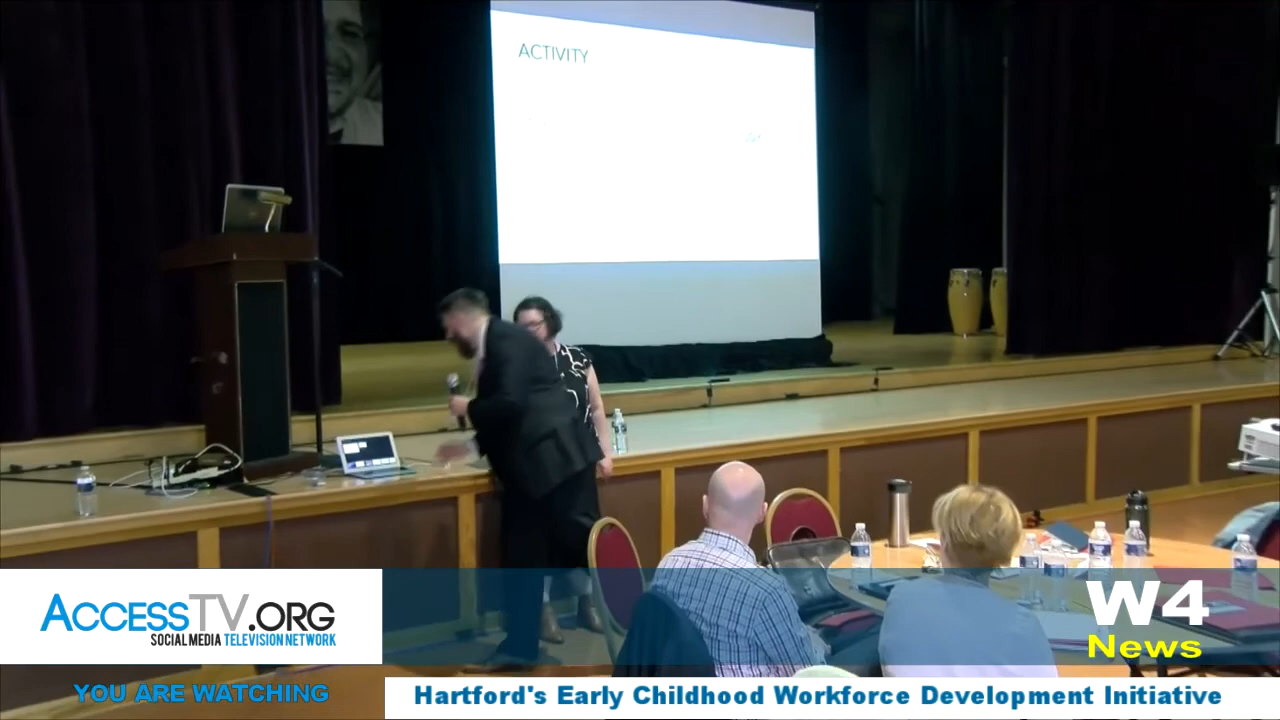 ACTIVITY
ACCESSTV.ORG
SOCIAL MEDIA TELEVISION NETWORK
W4
News
YOU ARE WATCHING
Hartford's Early Childhood Workforce Development Initiative